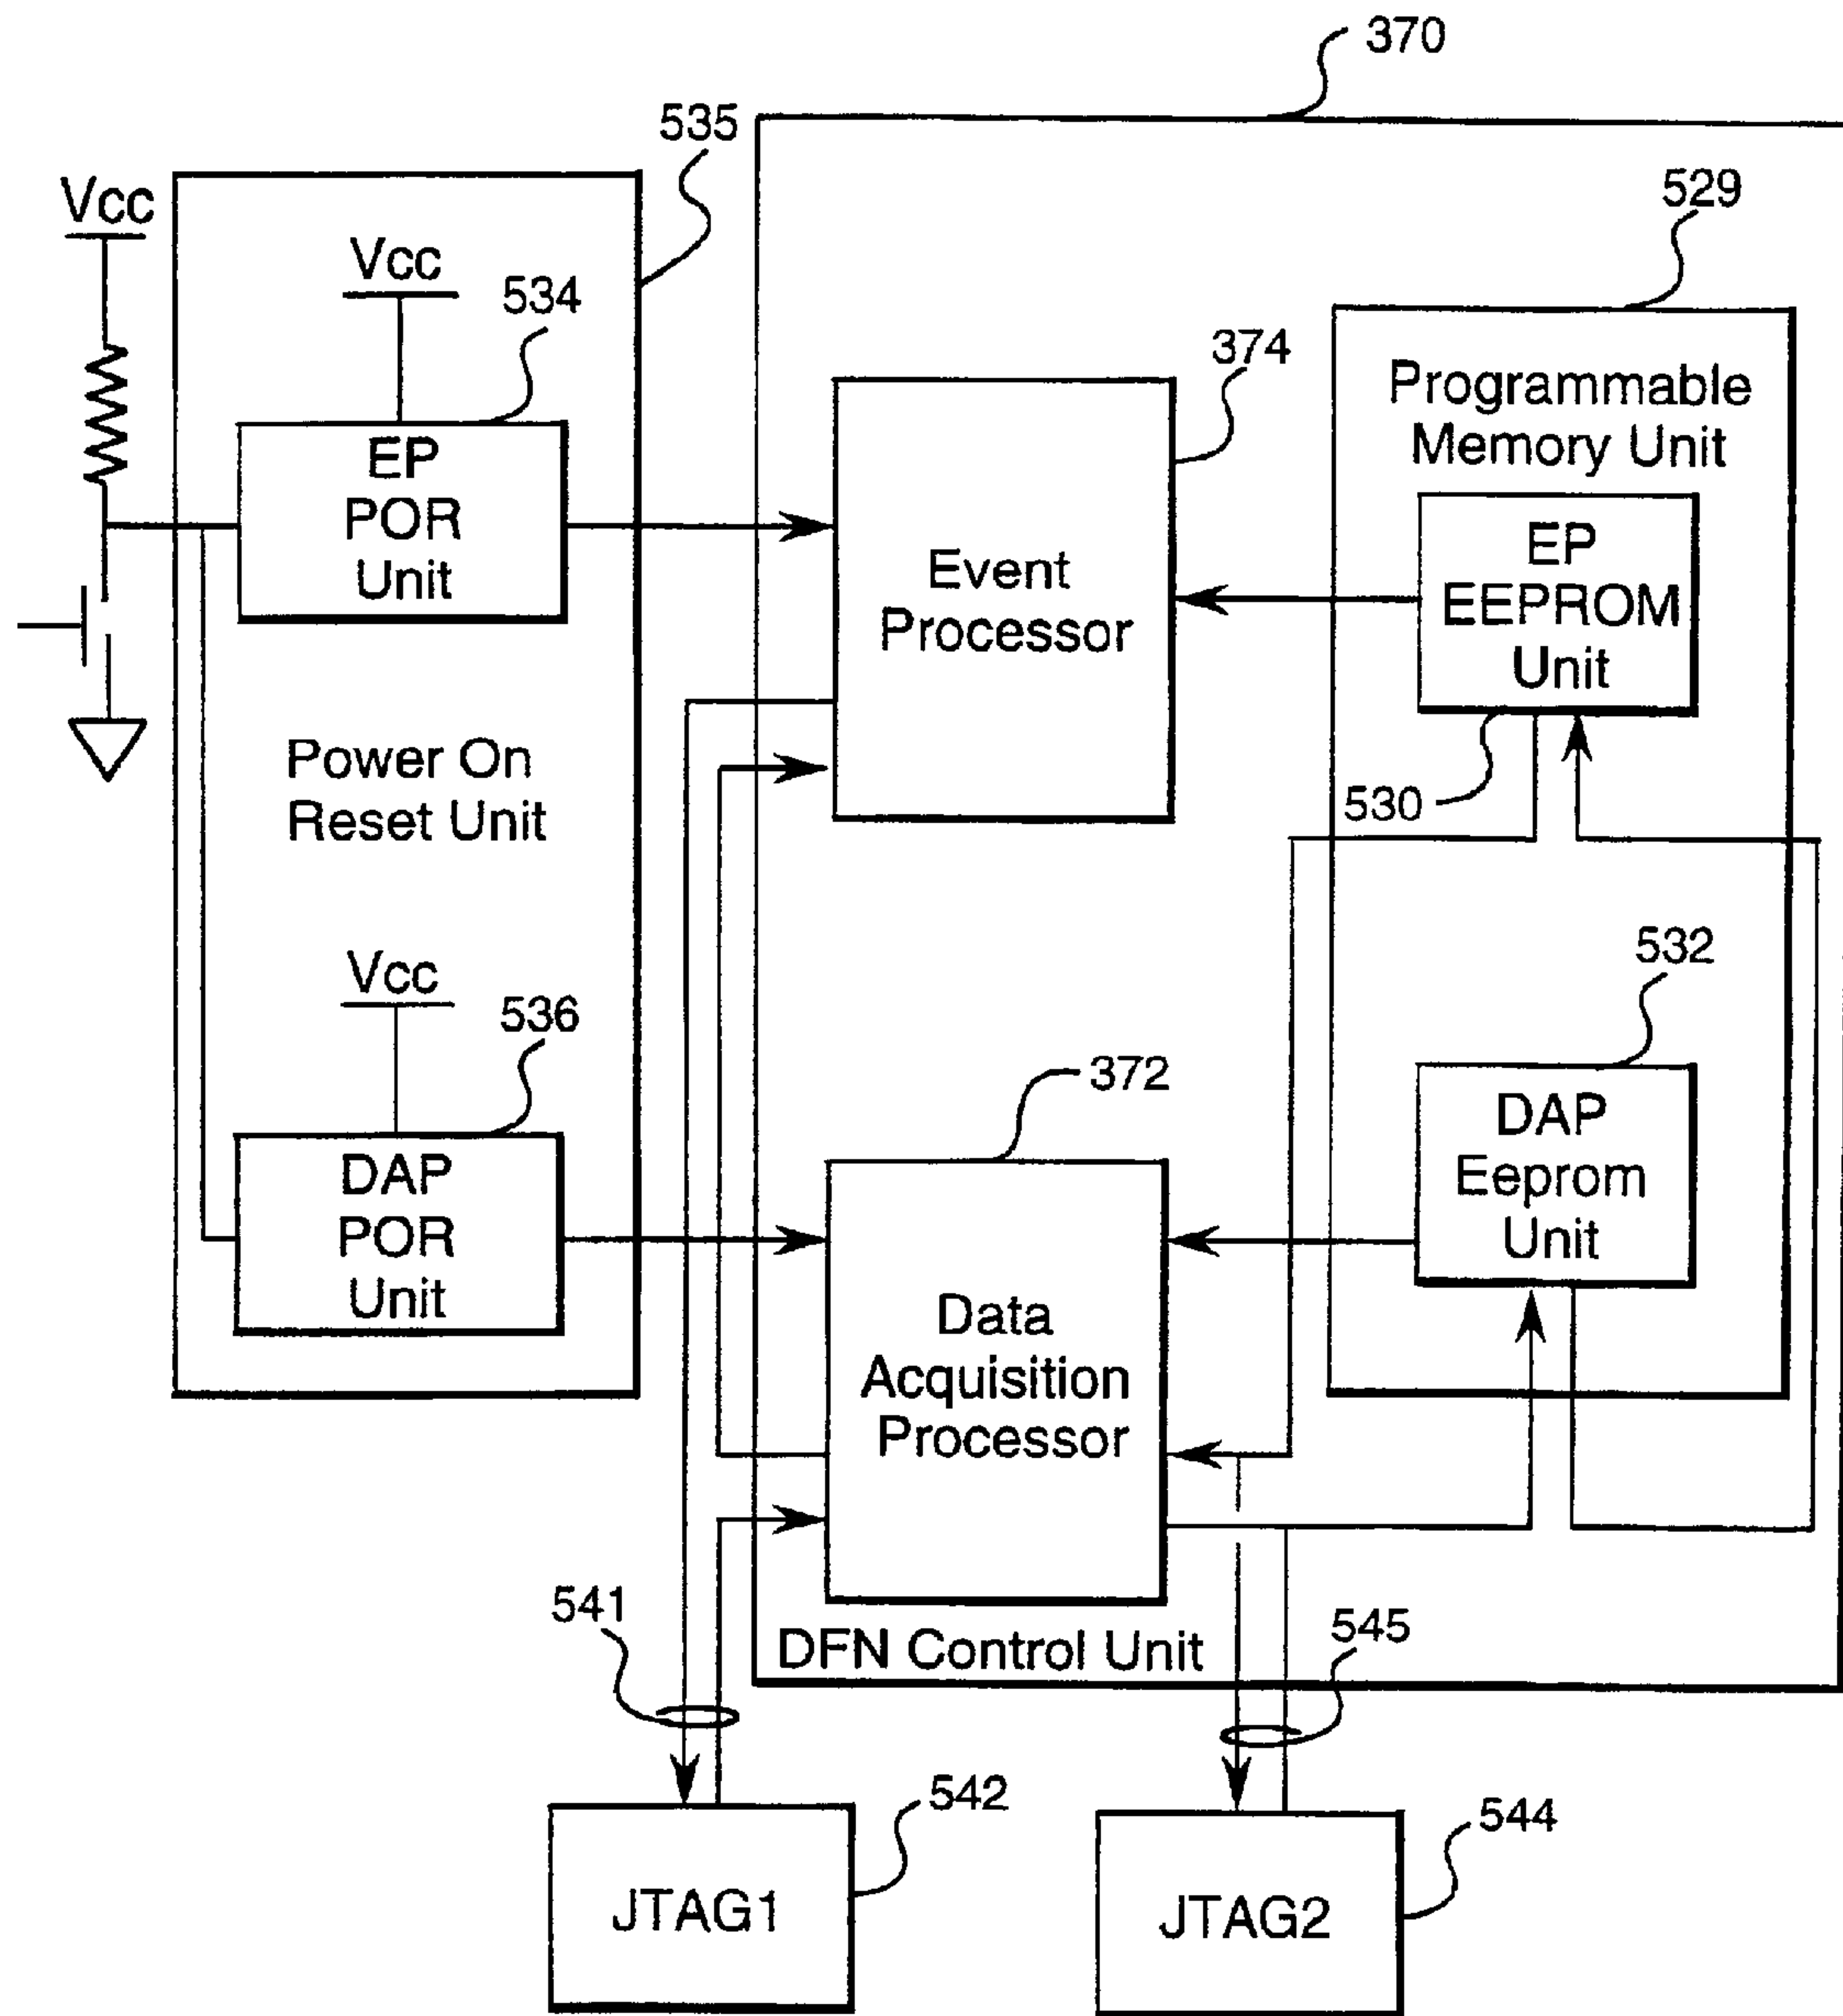 370
535
529
Vcc
Vcc
534
374
Programmable
Memory Unit
EP
POR
Unit
Event
Processor
EP
EEPROM
Unit
530
Power On
Reset Unit
532
Vcc
536
372
DAP
Eeprom
Unit
DAP
POR
Unit
Data
Acquisition
Processor
541
545
DFN Control Unit
542
544
JTAG1
JTAG2